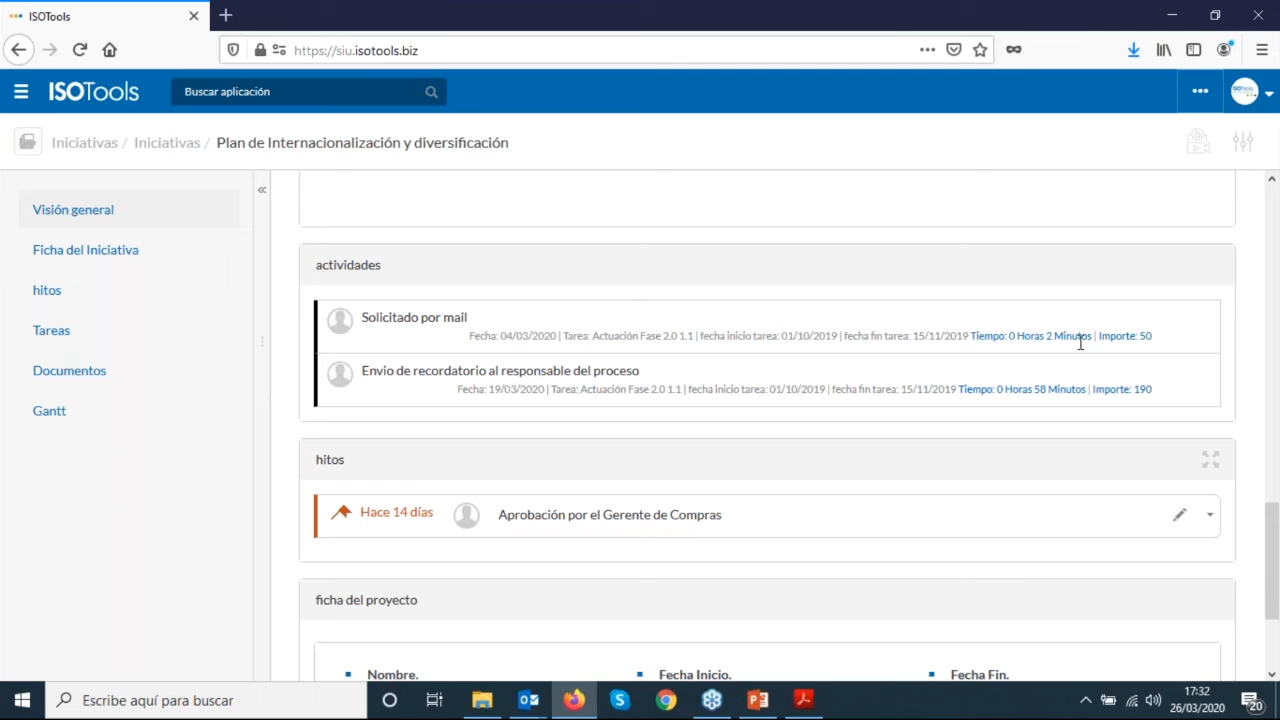 ISOTools
https://siu.isotools.biz
ISOTools
Buscar aplicación
ISOTools
Iniciativas / Iniciativas / Plan de Internacionalización y diversificación
Visión general
Ficha del Iniciativa
hitos
Tareas
Documentos
Gantt
actividades
Solicitado por mail
Fecha: 04/03/2020 | Tarea: Actuación Fase 2.0 1.1 | fecha inicio tarea: 01/10/2019 | fecha fin tarea: 15/11/2019 Tiempo: 0 Horas 2 Minutos | Importe: 50
Envio de recordatorio al responsable del proceso
Fecha: 19/03/2020 | Tarea: Actuación Fase 2.0 1.1 | fecha inicio tarea: 01/10/2019 | fecha fin tarea: 15/11/2019 Tiempo: 0 Horas 58 Minutos | Importe: 190
hitos
Hace 14 días Aprobación por el Gerente de Compras
ficha del proyecto
Nombre. Fecha Inicio. Fecha Fin.
Escribe aquí para buscar
17:32
26/03/2020
20